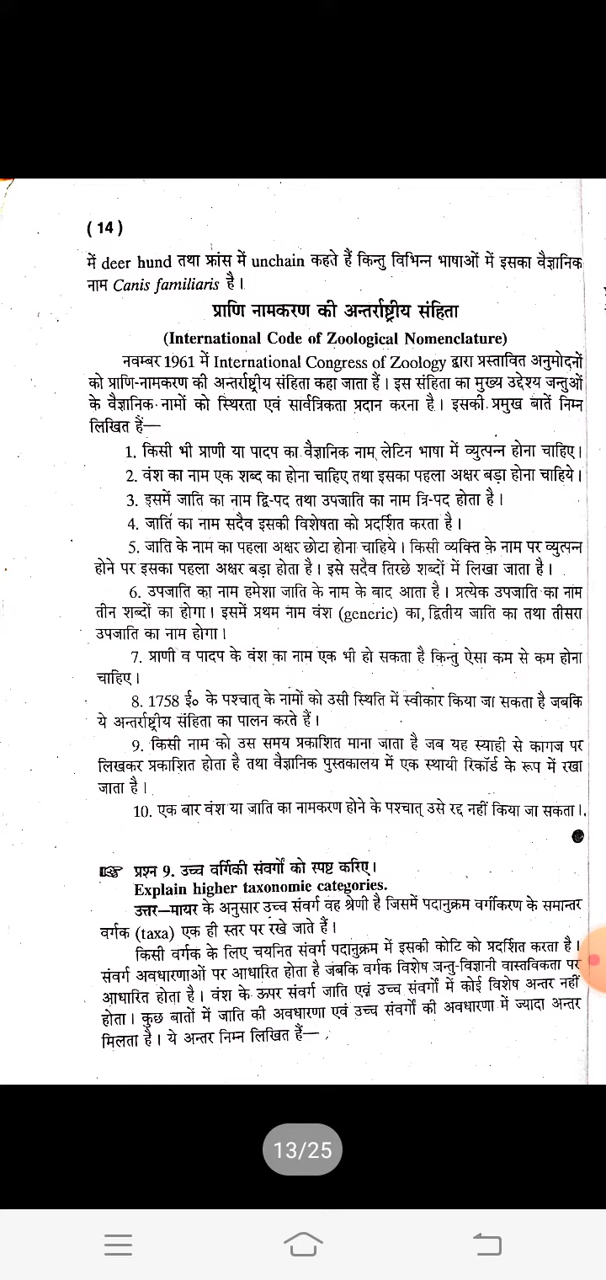 ( 14 )
में deer hund तथा फ्रांस में unchain कहते हैं किन्तु विभिन्न भाषाओं में इसका वैज्ञानिक
नाम Canis familiaris है।
प्राणि नामकरण की अन्तर्राष्ट्रीय संहिता
(International Code of Zoological Nomenclature)
नवम्बर 1961 में International Congress of Zoology द्वारा प्रस्तावित अनुमोदनों
को प्राणि-नामकरण की अन्तर्राष्ट्रीय संहिता कहा जाता हैं। इस संहिता का मुख्य उद्देश्य जन्तुओं
के वैज्ञानिक नामों को स्थिरता एवं सार्वत्रिकता प्रदान करना है। इसकी प्रमुख बातें निम्न
लिखित हैं—
1. किसी भी प्राणी या पादप का वैज्ञानिक नाम लेटिन भाषा में व्युत्पन्न होना चाहिए।
2. वंश का नाम एक शब्द का होना चाहिए तथा इसका पहला अक्षर बड़ा होना चाहिये।
3. इसमें जाति का नाम द्वि-पद तथा उपजाति का नाम त्रि-पद होता है।
4. जाति का नाम सदैव इसकी विशेषता को प्रदर्शित करता है।
5. जाति के नाम का पहला अक्षर छोटा होना चाहिये। किसी व्यक्ति के नाम पर व्युत्पन्न
होने पर इसका पहला अक्षर बड़ा होता है। इसे सदैव तिरछे शब्दों में लिखा जाता है।
6. उपजाति का नाम हमेशा जाति के नाम के बाद आता है। प्रत्येक उपजाति का नाम
तीन शब्दों का होगा। इसमें प्रथम नाम वंश (generic) का, द्वितीय जाति का तथा तीसरा
उपजाति का नाम होगा।
7. प्राणी व पादप के वंश का नाम एक भी हो सकता है किन्तु ऐसा कम से कम होना
चाहिए।
8. 1758 ई० के पश्चात् के नामों को उसी स्थिति में स्वीकार किया जा सकता है जबकि
ये अन्तर्राष्ट्रीय संहिता का पालन करते हैं।
9. किसी नाम को उस समय प्रकाशित माना जाता है जब यह स्याही से कागज पर
लिखकर प्रकाशित होता है तथा वैज्ञानिक पुस्तकालय में एक स्थायी रिकॉर्ड के रूप में रखा
जाता है।
10. एक बार वंश या जाति का नामकरण होने के पश्चात् उसे रद्द नहीं किया जा सकता।
☞ प्रश्न 9. उच्च वर्गिकी संवर्गों को स्पष्ट करिए।
Explain higher taxonomic categories.
उत्तर—मायर के अनुसार उच्च संवर्ग वह श्रेणी है जिसमें पदानुक्रम वर्गीकरण के समान्तर
वर्गक (taxa) एक ही स्तर पर रखे जाते हैं।
किसी वर्गक के लिए चयनित संवर्ग पदानुक्रम में इसकी कोटि को प्रदर्शित करता है।
संवर्ग अवधारणाओं पर आधारित होता है जबकि वर्गक विशेष जन्तु-विज्ञानी वास्तविकता पर
आधारित होता है। वंश के ऊपर संवर्ग जाति एवं उच्च संवर्गों में कोई विशेष अन्तर नहीं
होता। कुछ बातों में जाति की अवधारणा एवं उच्च संवर्गों की अवधारणा में ज्यादा अन्तर
मिलता है। ये अन्तर निम्न लिखित हैं—
13/25